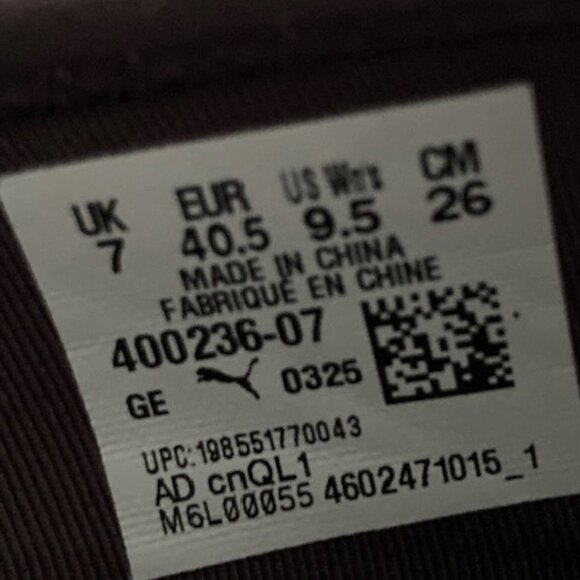 UK EUR US Wn's CM
7 40.5 9.5 26
MADE IN CHINA
FABRIQUÉ EN CHINE
400236-07
GE 0325
UPC:198551770043
AD cnQL1
M6L00055 4602471015_1